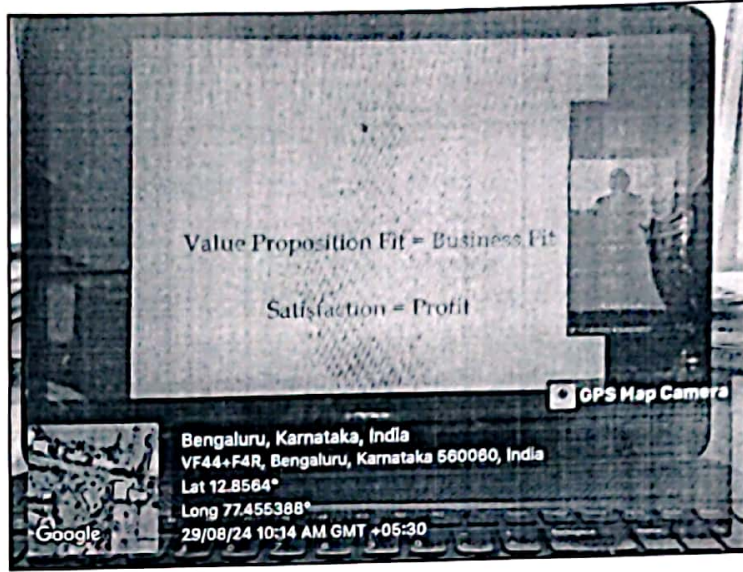 Value Proposition Fit = Business Fit
Satisfaction = Profit
GPS Map Camera
Bengaluru, Karnataka, India
VF44+F4R, Bengaluru, Karnataka 560060, India
Lat 12.8564°
Long 77.455388°
29/08/24 10:14 AM GMT +05:30
Google